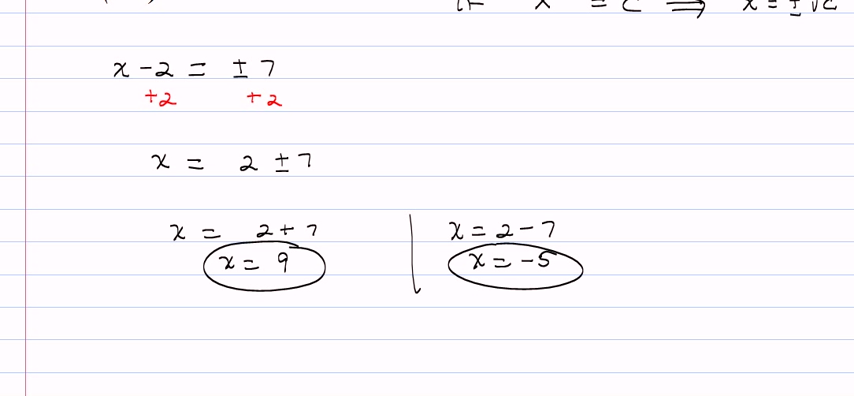 x = ± √c
x - 2 = ± 7
+2 +2
x = 2 ± 7
x = 2 + 7
x = 9
x = 2 - 7
x = -5